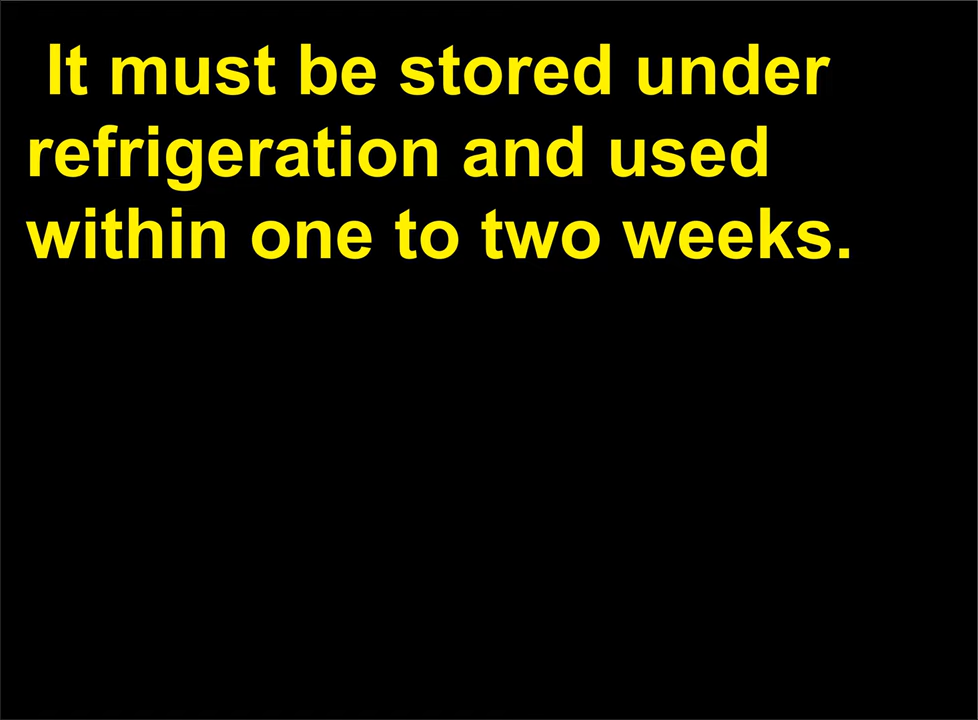 It must be stored under
refrigeration and used
within one to two weeks.